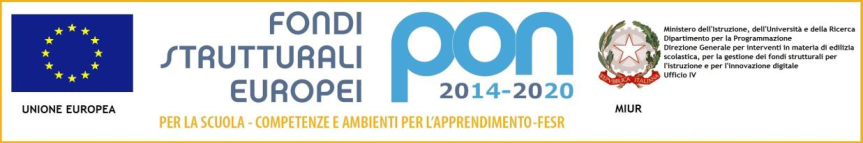 UNIONE EUROPEA
FONDI
STRUTTURALI
EUROPEI
pon
2014-2020
PER LA SCUOLA - COMPETENZE E AMBIENTI PER L'APPRENDIMENTO-FESR
REPVBBLICA ITALIANA
MIUR
Ministero dell'Istruzione, dell'Università e della Ricerca
Dipartimento per la Programmazione
Direzione Generale per interventi in materia di edilizia
scolastica, per la gestione dei fondi strutturali per
l'istruzione e per l'innovazione digitale
Ufficio IV